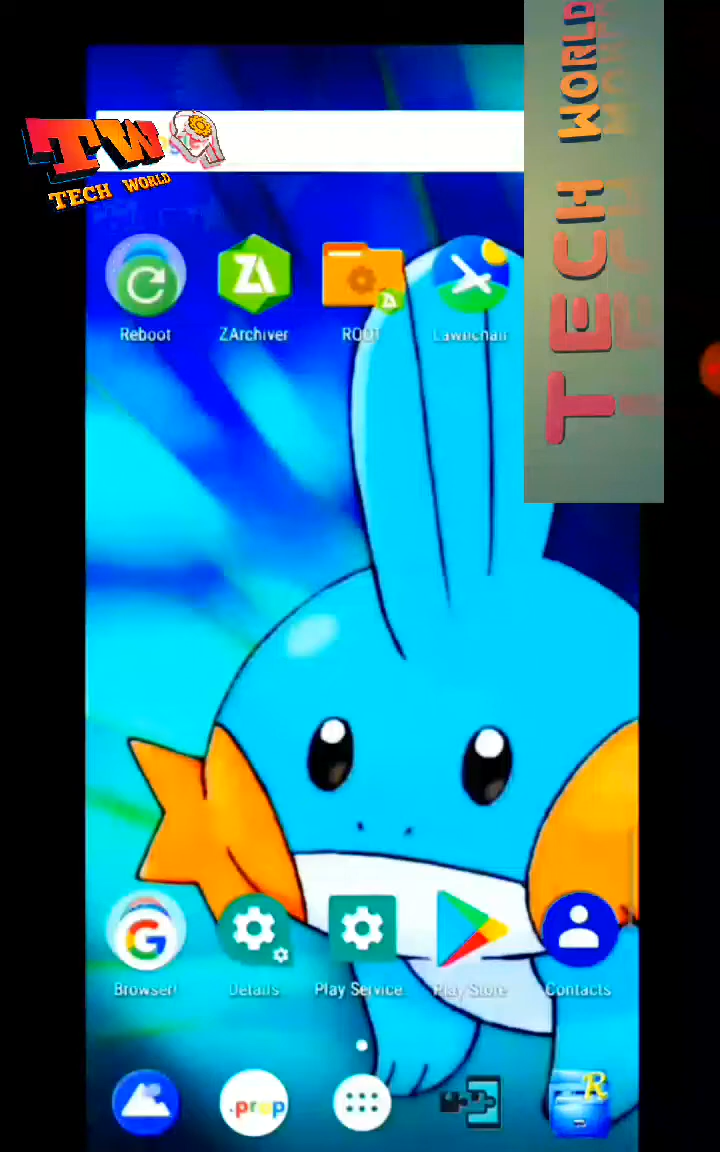 TECH WORLD
TW
TECH WORLD
Reboot
ZArchiver
ROOT
Lawnchair
Browser!
Details
Play Service
Play Store
Contacts
.prop
R